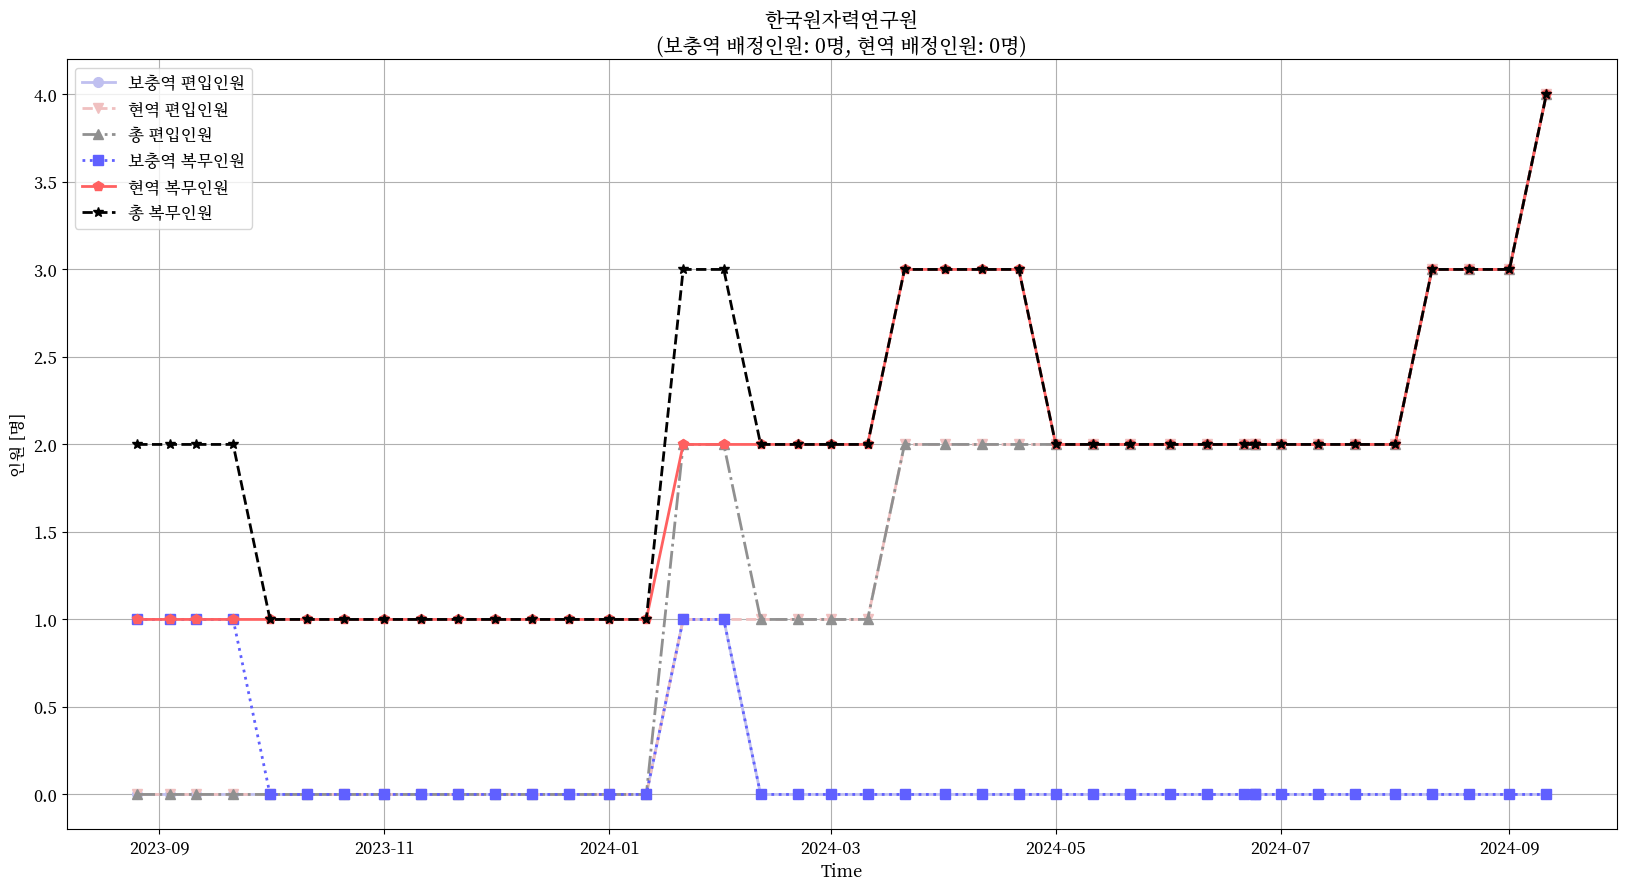 한국원자력연구원
(보충역 배정인원: 0명, 현역 배정인원: 0명)
보충역 편입인원
현역 편입인원
총 편입인원
보충역 복무인원
현역 복무인원
총 복무인원
4.0
3.5
3.0
2.5
2.0
1.5
1.0
0.5
0.0
인원 [명]
2023-09
2023-11
2024-01
2024-03
2024-05
2024-07
2024-09
Time